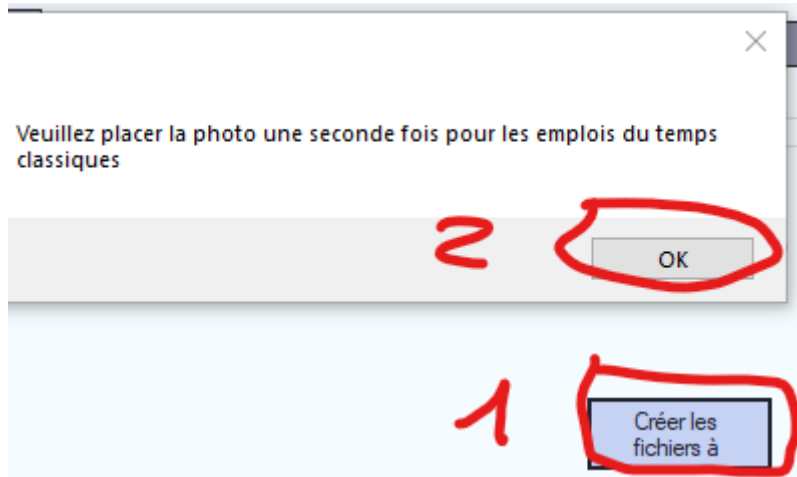 Veuillez placer la photo une seconde fois pour les emplois du temps
classiques
2
OK
1
Créer les
fichiers à